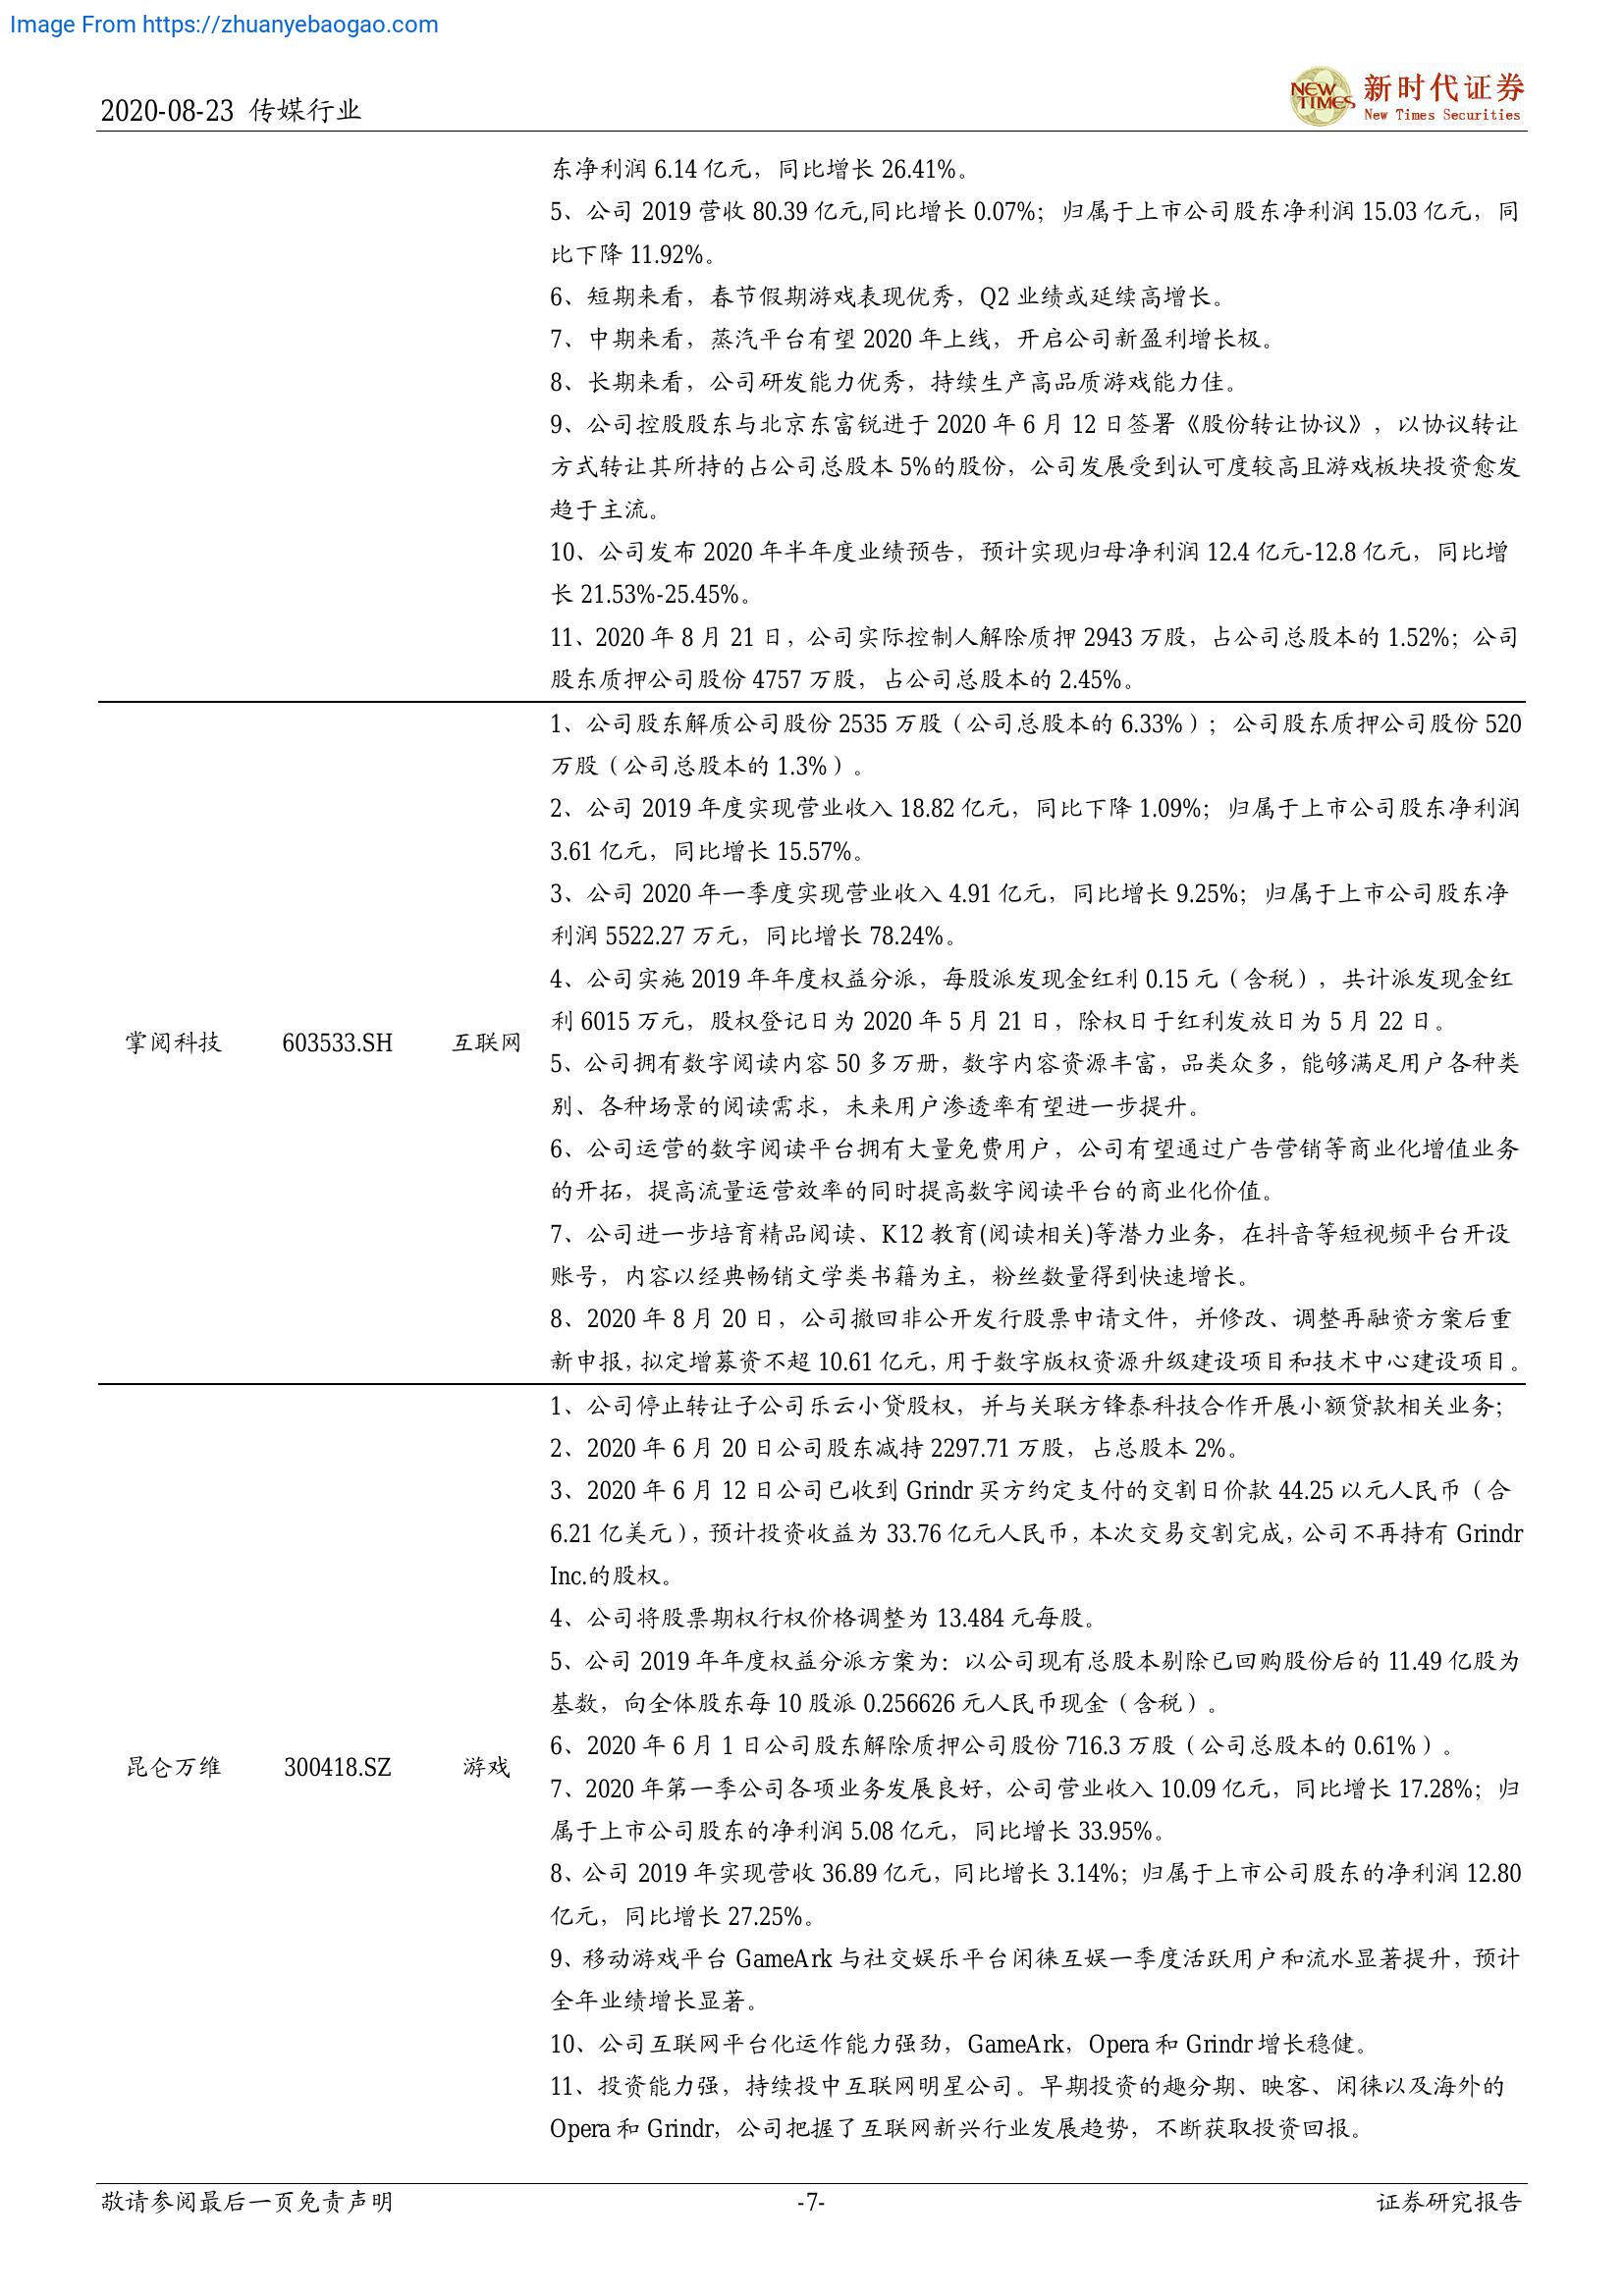 Image From https://zhuanyebaogao.com
2020-08-23 传媒行业
NEW TIMES 新时代证券
New Times Securities
东净利润 6.14 亿元，同比增长 26.41%。
5、公司 2019 营收 80.39 亿元,同比增长 0.07%；归属于上市公司股东净利润 15.03 亿元，同
比下降 11.92%。
6、短期来看，春节假期游戏表现优秀，Q2 业绩或延续高增长。
7、中期来看，蒸汽平台有望 2020 年上线，开启公司新盈利增长极。
8、长期来看，公司研发能力优秀，持续生产高品质游戏能力佳。
9、公司控股股东与北京东富锐进于 2020 年 6 月 12 日签署《股份转让协议》，以协议转让
方式转让其所持的占公司总股本 5%的股份，公司发展受到认可度较高且游戏板块投资愈发
趋于主流。
10、公司发布 2020 年半年度业绩预告，预计实现归母净利润 12.4 亿元-12.8 亿元，同比增
长 21.53%-25.45%。
11、2020 年 8 月 21 日，公司实际控制人解除质押 2943 万股，占公司总股本的 1.52%；公司
股东质押公司股份 4757 万股，占公司总股本的 2.45%。
掌阅科技 603533.SH 互联网
1、公司股东解质公司股份 2535 万股（公司总股本的 6.33%）；公司股东质押公司股份 520
万股（公司总股本的 1.3%）。
2、公司 2019 年度实现营业收入 18.82 亿元，同比下降 1.09%；归属于上市公司股东净利润
3.61 亿元，同比增长 15.57%。
3、公司 2020 年一季度实现营业收入 4.91 亿元，同比增长 9.25%；归属于上市公司股东净
利润 5522.27 万元，同比增长 78.24%。
4、公司实施 2019 年年度权益分派，每股派发现金红利 0.15 元（含税），共计派发现金红
利 6015 万元，股权登记日为 2020 年 5 月 21 日，除权日于红利发放日为 5 月 22 日。
5、公司拥有数字阅读内容 50 多万册，数字内容资源丰富，品类众多，能够满足用户各种类
别、各种场景的阅读需求，未来用户渗透率有望进一步提升。
6、公司运营的数字阅读平台拥有大量免费用户，公司有望通过广告营销等商业化增值业务
的开拓，提高流量运营效率的同时提高数字阅读平台的商业化价值。
7、公司进一步培育精品阅读、K12 教育(阅读相关)等潜力业务，在抖音等短视频平台开设
账号，内容以经典畅销文学类书籍为主，粉丝数量得到快速增长。
8、2020 年 8 月 20 日，公司撤回非公开发行股票申请文件，并修改、调整再融资方案后重
新申报，拟定增募资不超 10.61 亿元，用于数字版权资源升级建设项目和技术中心建设项目。
昆仑万维 300418.SZ 游戏
1、公司停止转让子公司乐云小贷股权，并与关联方锋泰科技合作开展小额贷款相关业务；
2、2020 年 6 月 20 日公司股东减持 2297.71 万股，占总股本 2%。
3、2020 年 6 月 12 日公司已收到 Grindr 买方约定支付的交割日价款 44.25 以元人民币（合
6.21 亿美元），预计投资收益为 33.76 亿元人民币，本次交易交割完成，公司不再持有 Grindr
Inc.的股权。
4、公司将股票期权行权价格调整为 13.484 元每股。
5、公司 2019 年年度权益分派方案为：以公司现有总股本剔除已回购股份后的 11.49 亿股为
基数，向全体股东每 10 股派 0.256626 元人民币现金（含税）。
6、2020 年 6 月 1 日公司股东解除质押公司股份 716.3 万股（公司总股本的 0.61%）。
7、2020 年第一季公司各项业务发展良好，公司营业收入 10.09 亿元，同比增长 17.28%；归
属于上市公司股东的净利润 5.08 亿元，同比增长 33.95%。
8、公司 2019 年实现营收 36.89 亿元，同比增长 3.14%；归属于上市公司股东的净利润 12.80
亿元，同比增长 27.25%。
9、移动游戏平台 GameArk 与社交娱乐平台闲徕互娱一季度活跃用户和流水显著提升，预计
全年业绩增长显著。
10、公司互联网平台化运作能力强劲，GameArk，Opera 和 Grindr 增长稳健。
11、投资能力强，持续投中互联网明星公司。早期投资的趣分期、映客、闲徕以及海外的
Opera 和 Grindr，公司把握了互联网新兴行业发展趋势，不断获取投资回报。
敬请参阅最后一页免责声明 -7- 证券研究报告